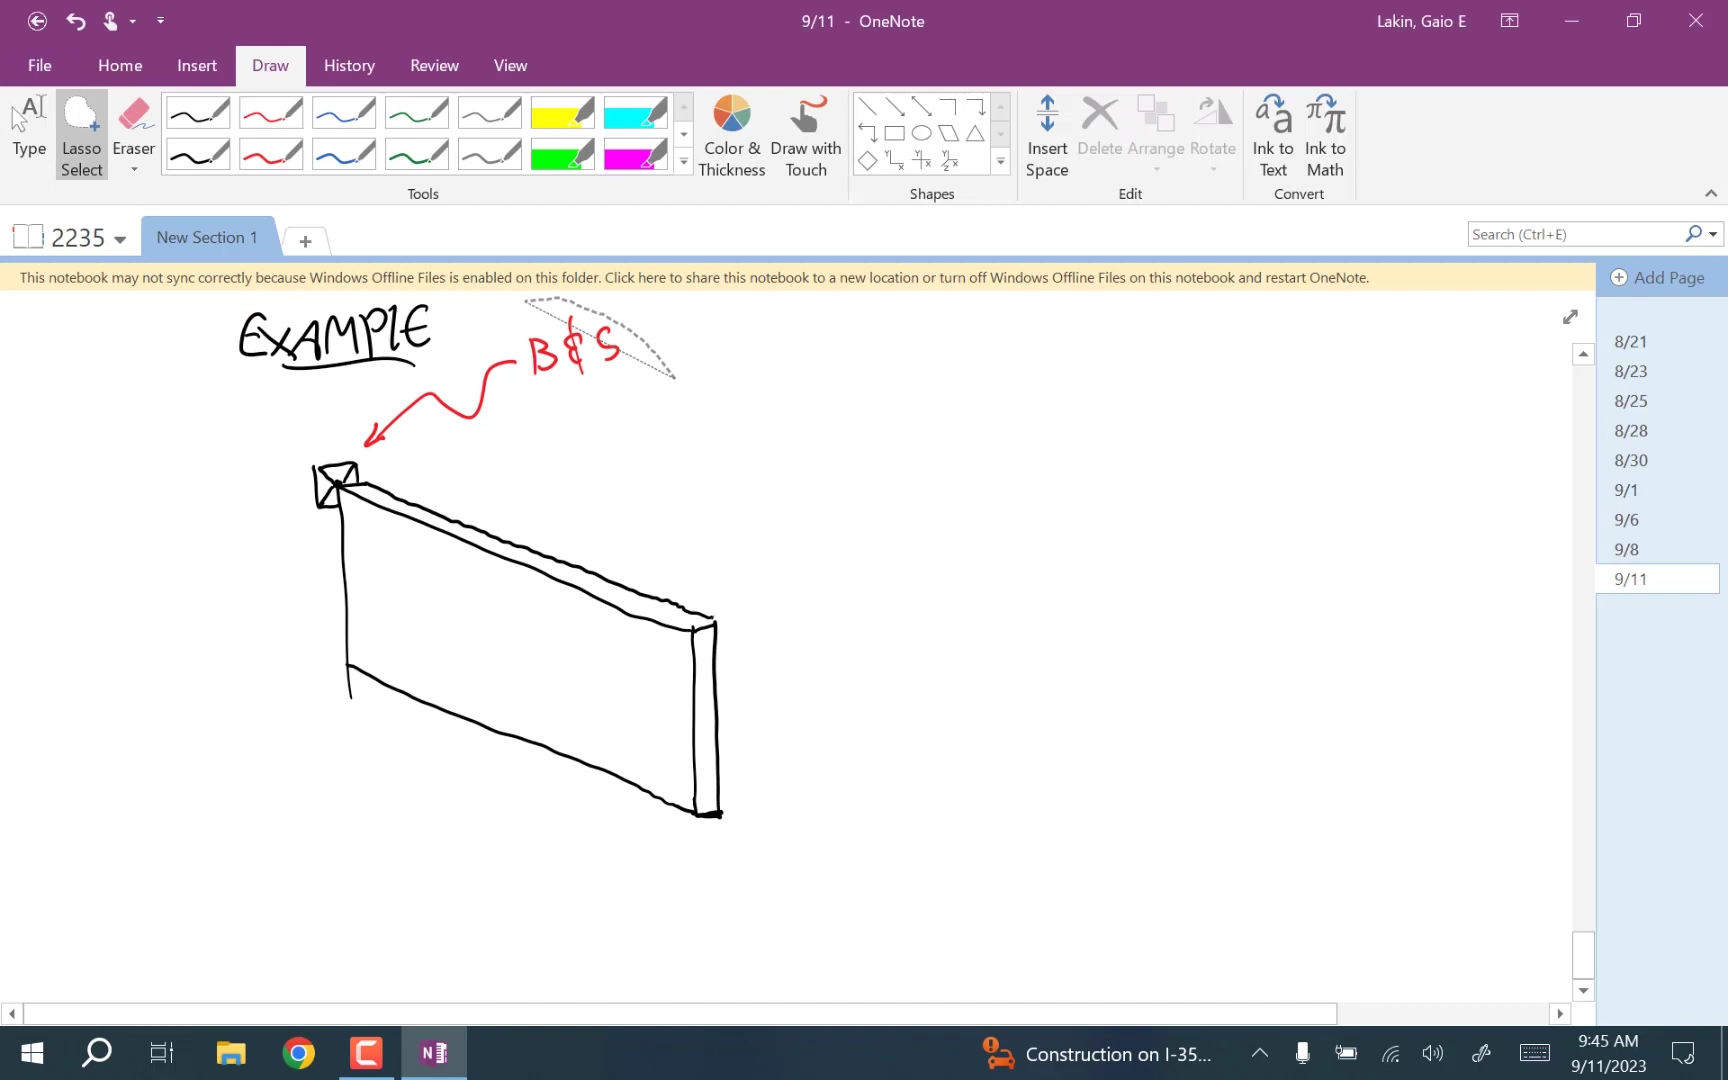 9/11 - OneNote
Lakin, Gaio E
File
Home
Insert
Draw
History
Review
View
Type
Lasso Select
Eraser
Color & Thickness
Draw with Touch
Insert Space
Delete
Arrange
Rotate
Ink to Text
Ink to Math
Tools
Shapes
Edit
Convert
2235
New Section 1
Search (Ctrl+E)
This notebook may not sync correctly because Windows Offline Files is enabled on this folder. Click here to share this notebook to a new location or turn off Windows Offline Files on this notebook and restart OneNote.
Add Page
EXAMPLE
B & S
8/21
8/23
8/25
8/28
8/30
9/1
9/6
9/8
9/11
Construction on I-35...
9:45 AM
9/11/2023